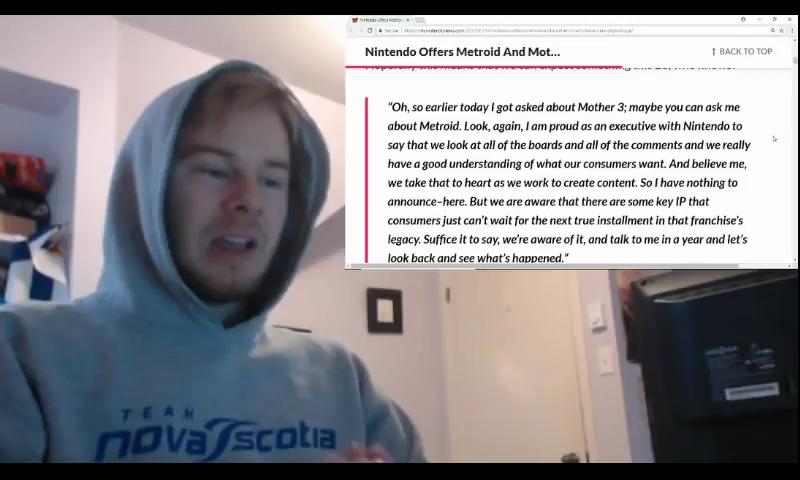 Nintendo Offers Metroid And Mot...
BACK TO TOP
“Oh, so earlier today I got asked about Mother 3; maybe you can ask me
about Metroid. Look, again, I am proud as an executive with Nintendo to
say that we look at all of the boards and all of the comments and we really
have a good understanding of what our consumers want. And believe me,
we take that to heart as we work to create content. So I have nothing to
announce–here. But we are aware that there are some key IP that
consumers just can’t wait for the next true installment in that franchise’s
legacy. Suffice it to say, we’re aware of it, and talk to me in a year and let’s
look back and see what’s happened.”
TEAM
nova scotia
INSIGNIA